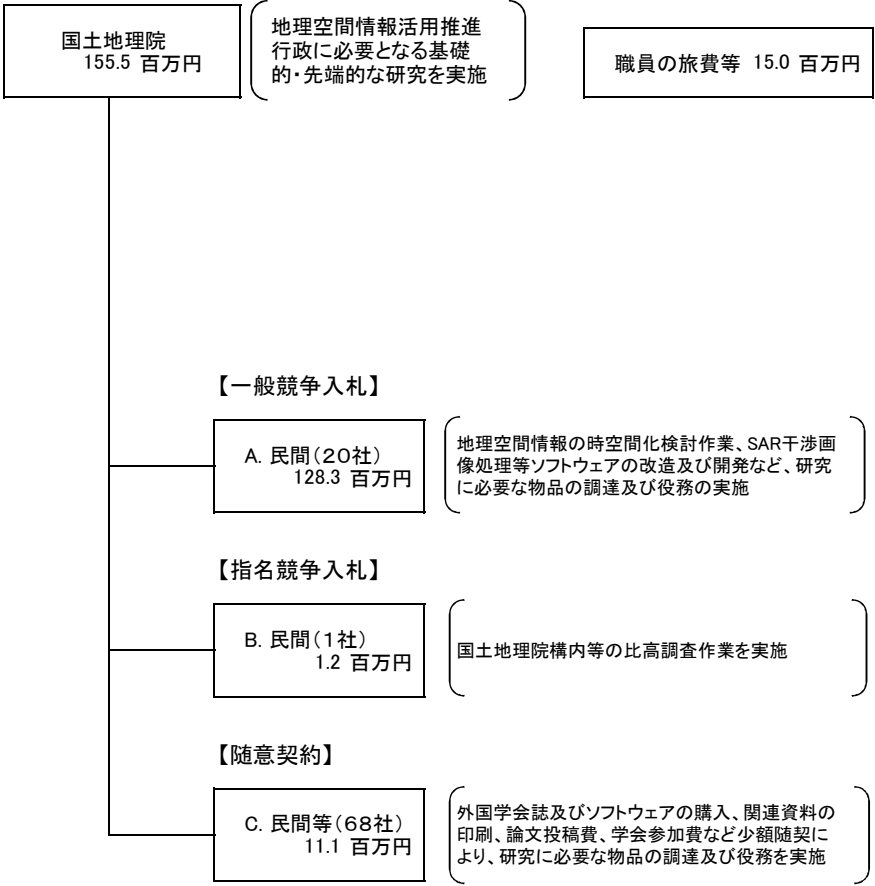 国土地理院
155.5 百万円
地理空間情報活用推進
行政に必要となる基礎
的・先端的な研究を実施
職員の旅費等 15.0 百万円
【一般競争入札】
A. 民間（２０社）
128.3 百万円
地理空間情報の時空間化検討作業、SAR干渉画
像処理等ソフトウェアの改造及び開発など、研究
に必要な物品の調達及び役務の実施
【指名競争入札】
B. 民間（１社）
1.2 百万円
国土地理院構内等の比高調査作業を実施
【随意契約】
C. 民間等（６８社）
11.1 百万円
外国学会誌及びソフトウェアの購入、関連資料の
印刷、論文投稿費、学会参加費など少額随契に
より、研究に必要な物品の調達及び役務を実施